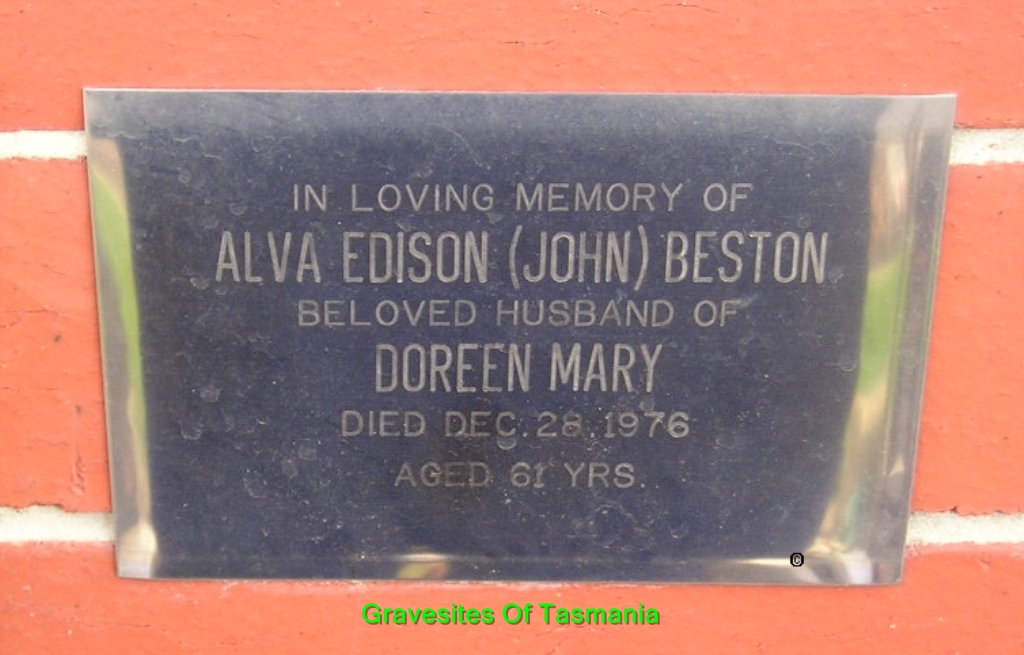 IN LOVING MEMORY OF
ALVA EDISON (JOHN) BESTON
BELOVED HUSBAND OF
DOREEN MARY
DIED DEC. 28 1976
AGED 61 YRS.
©
Gravesites Of Tasmania